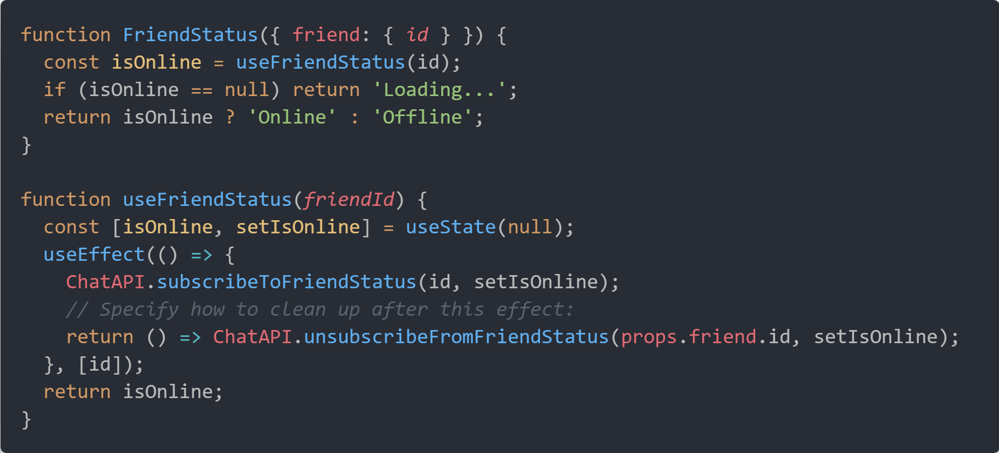 function FriendStatus({ friend: { id } }) {
  const isOnline = useFriendStatus(id);
  if (isOnline == null) return 'Loading...';
  return isOnline ? 'Online' : 'Offline';
}

function useFriendStatus(friendId) {
  const [isOnline, setIsOnline] = useState(null);
  useEffect(() => {
    ChatAPI.subscribeToFriendStatus(id, setIsOnline);
    // Specify how to clean up after this effect:
    return () => ChatAPI.unsubscribeFromFriendStatus(props.friend.id, setIsOnline);
  }, [id]);
  return isOnline;
}